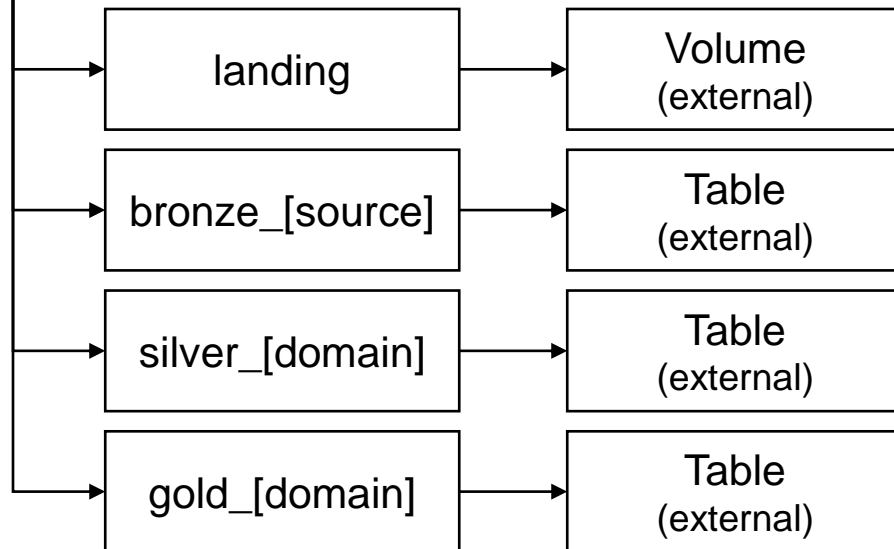 landing
Volume
(external)
bronze_[source]
Table
(external)
silver_[domain]
Table
(external)
gold_[domain]
Table
(external)